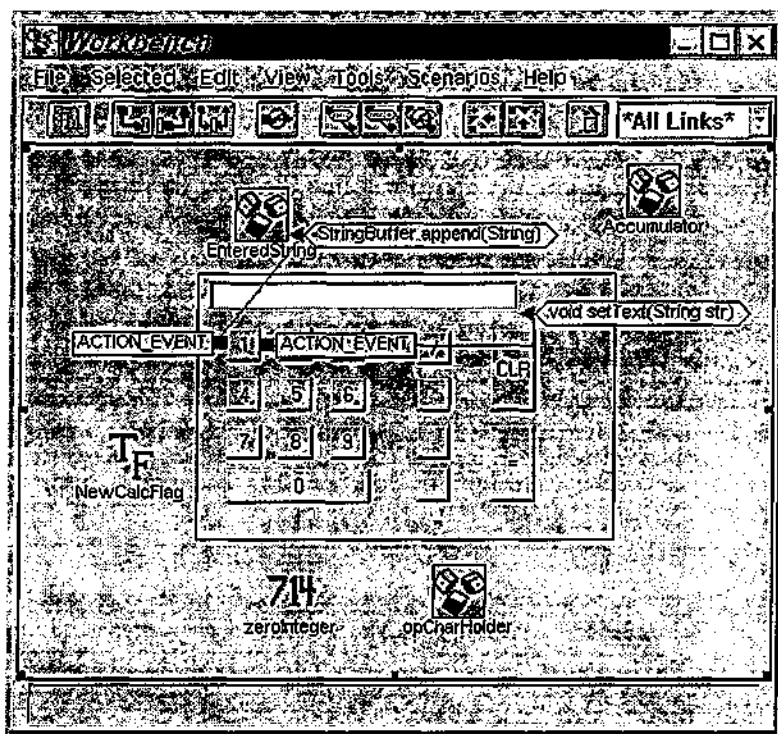 Workbench
File Selected Edit View Tools Scenarios Help
*All Links*
EnteredString
StringBuffer append(String)
Accumulator
void setText(String str)
ACTION_EVENT
1
ACTION_EVENT
CLR
4 5 6
7 8 9
0
+
=
NewCalcFlag
714
zeroInteger
opCharHolder